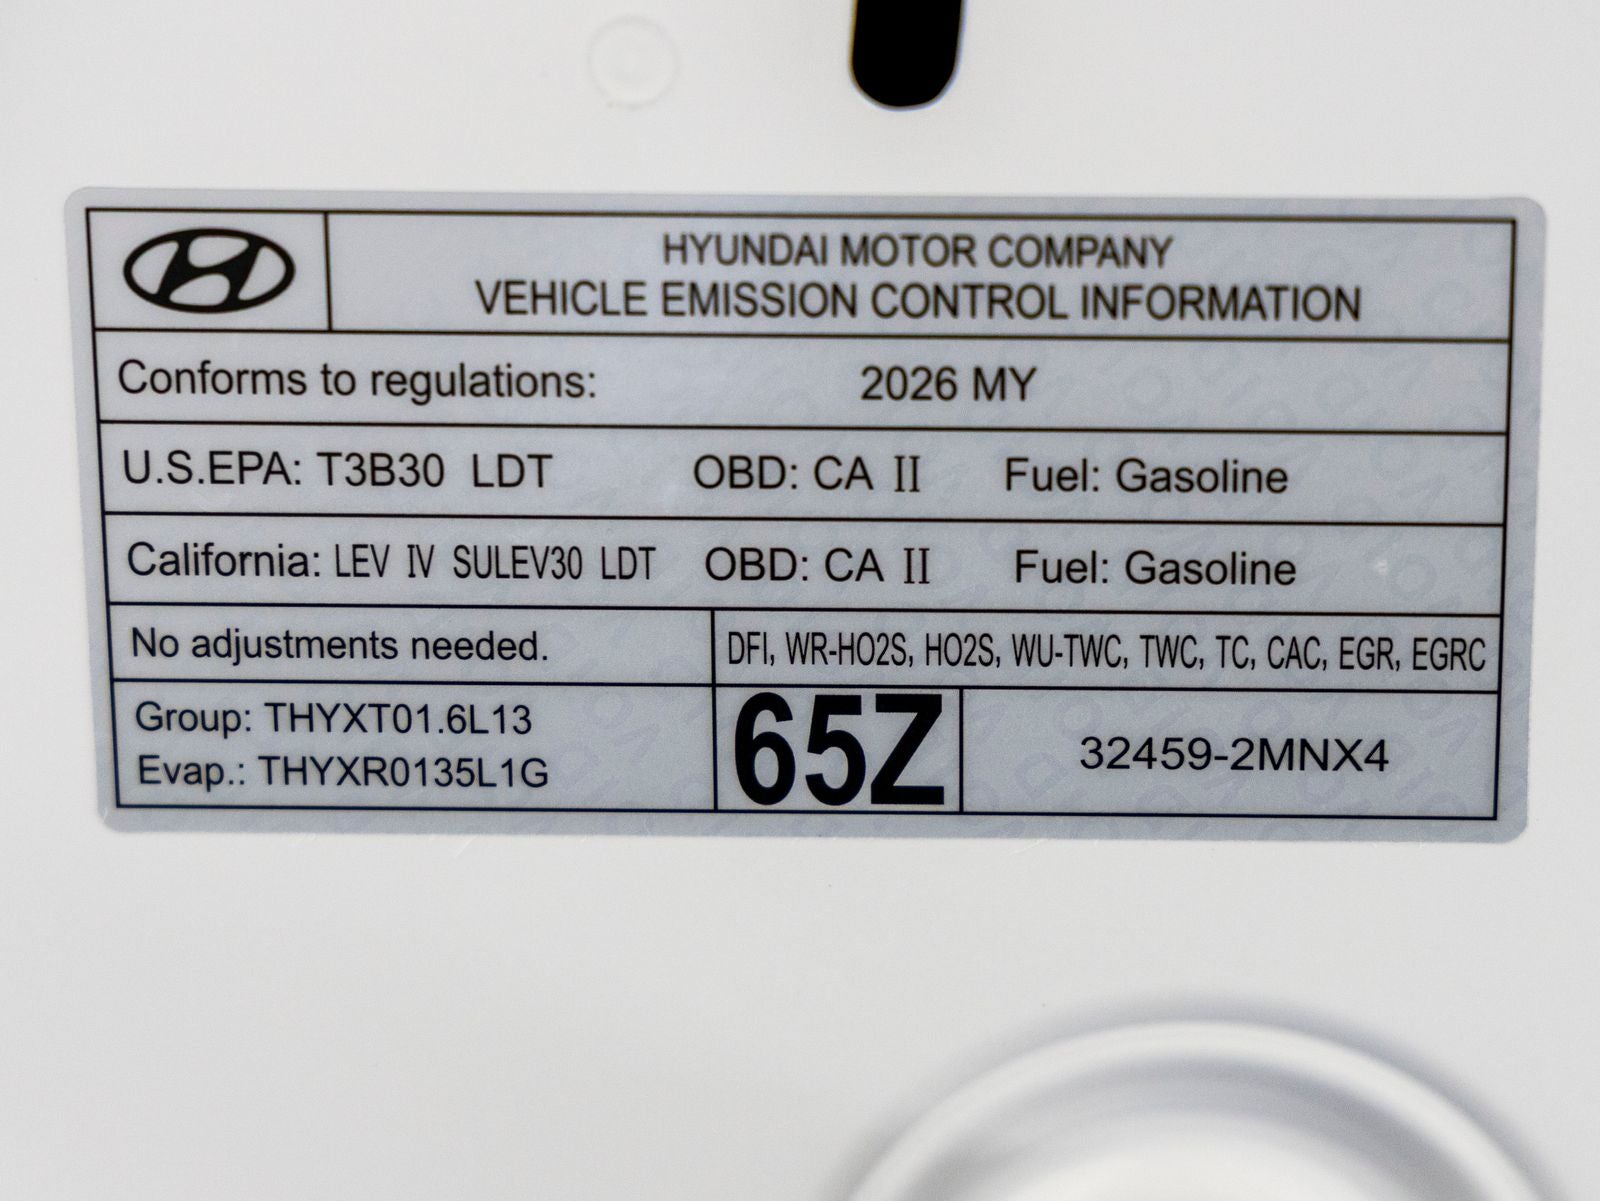 HYUNDAI MOTOR COMPANY
VEHICLE EMISSION CONTROL INFORMATION
Conforms to regulations: 2026 MY
U.S.EPA: T3B30 LDT OBD: CA II Fuel: Gasoline
California: LEV IV SULEV30 LDT OBD: CA II Fuel: Gasoline
No adjustments needed. DFI, WR-HO2S, HO2S, WU-TWC, TWC, TC, CAC, EGR, EGRC
Group: THYXT01.6L13
Evap.: THYXR0135L1G
65Z
32459-2MNX4